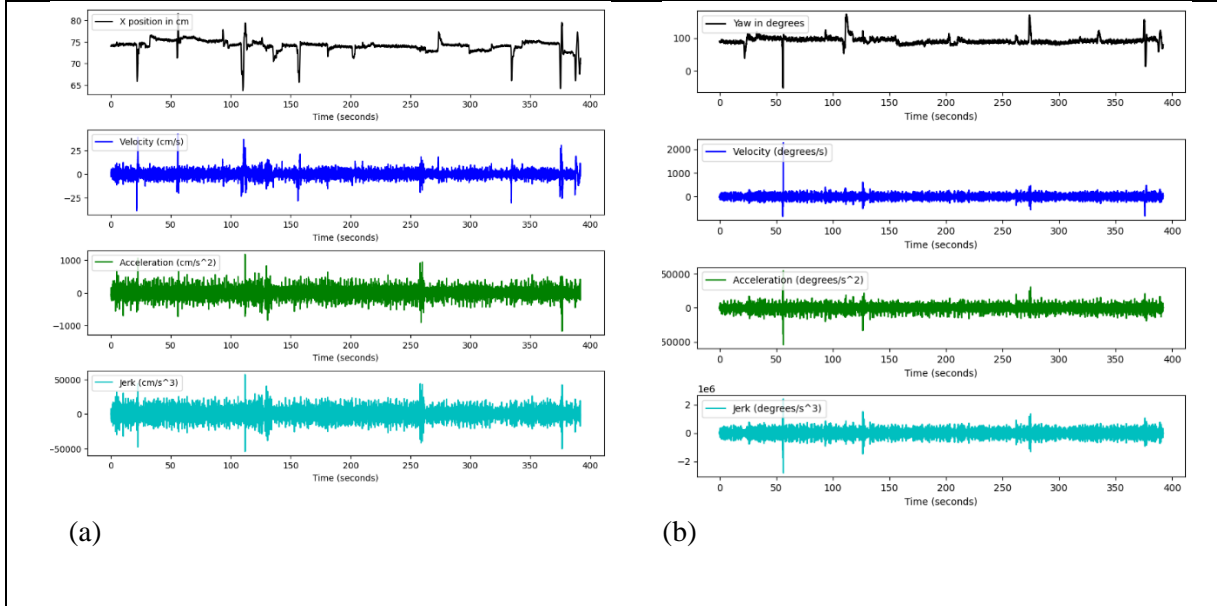 X position in cm
80
75
70
65
0 50 100 150 200 250 300 350 400
Time (seconds)
Velocity (cm/s)
25
0
−25
0 50 100 150 200 250 300 350 400
Time (seconds)
Acceleration (cm/s^2)
1000
0
−1000
0 50 100 150 200 250 300 350 400
Time (seconds)
Jerk (cm/s^3)
50000
0
−50000
0 50 100 150 200 250 300 350 400
Time (seconds)
(a)
Yaw in degrees
100
0
0 50 100 150 200 250 300 350 400
Time (seconds)
Velocity (degrees/s)
2000
1000
0
0 50 100 150 200 250 300 350 400
Time (seconds)
Acceleration (degrees/s^2)
50000
0
50000
0 50 100 150 200 250 300 350 400
Time (seconds)
1e6
Jerk (degrees/s^3)
2
0
−2
0 50 100 150 200 250 300 350 400
Time (seconds)
(b)